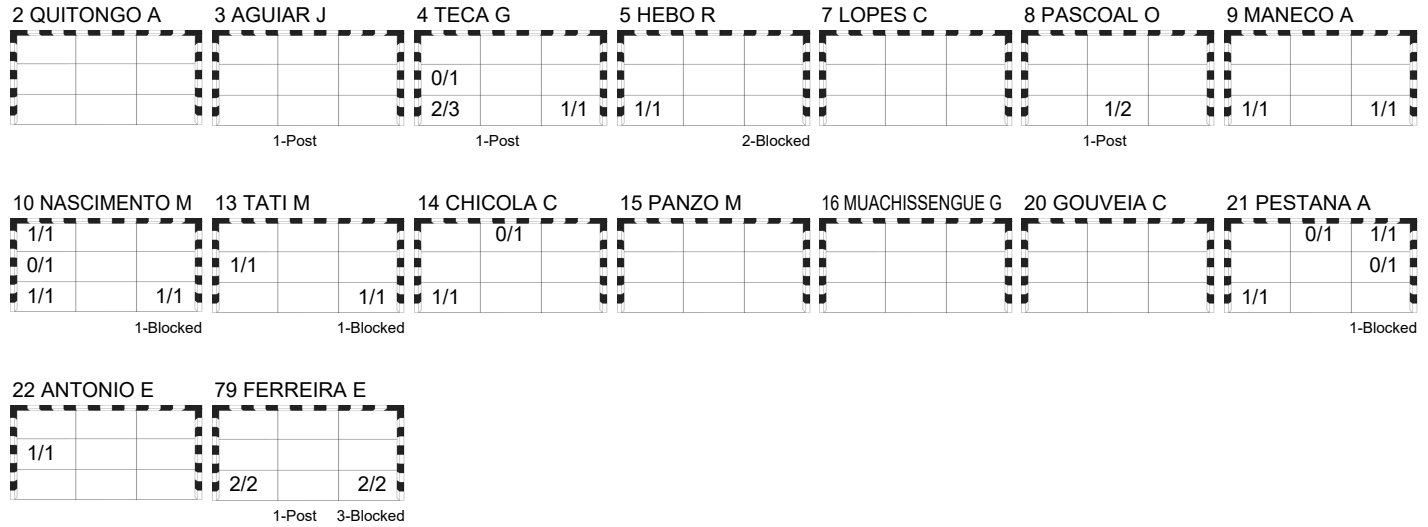 2 QUITONGO A 3 AGUIAR J 4 TECA G 5 HEBO R 7 LOPES C 8 PASCOAL O 9 MANECO A
0/1
2/3 1/1 1/1 1/2 1/1 1/1
1-Post 1-Post 2-Blocked 1-Post
10 NASCIMENTO M 13 TATI M 14 CHICOLA C 15 PANZO M 16 MUACHISSENGUE G 20 GOUVEIA C 21 PESTANA A
1/1 0/1 0/1 1/1
0/1 1/1 0/1
1/1 1/1 1/1 1/1 1/1
1-Blocked 1-Blocked 1-Blocked
22 ANTONIO E 79 FERREIRA E
1/1
2/2 2/2
1-Post 3-Blocked